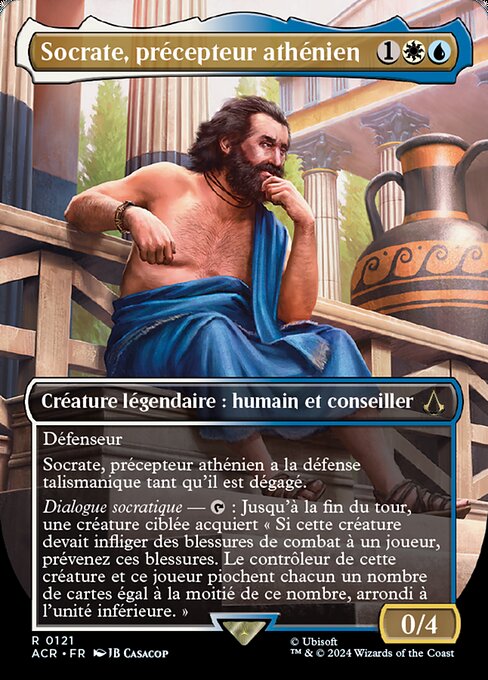 Socrate, précepteur athénien 1
Créature légendaire : humain et conseiller
Défenseur
Socrate, précepteur athénien a la défense
talismanique tant qu'il est dégagé.
Dialogue socratique — : Jusqu'à la fin du tour,
une créature ciblée acquiert « Si cette créature
devait infliger des blessures de combat à un joueur,
prévenez ces blessures. Le contrôleur de cette
créature et ce joueur piochent chacun un nombre
de cartes égal à la moitié de ce nombre, arrondi à
l'unité inférieure. »
0/4
R 0121
ACR • FR JB Casacop
© Ubisoft
™ & © 2024 Wizards of the Coast